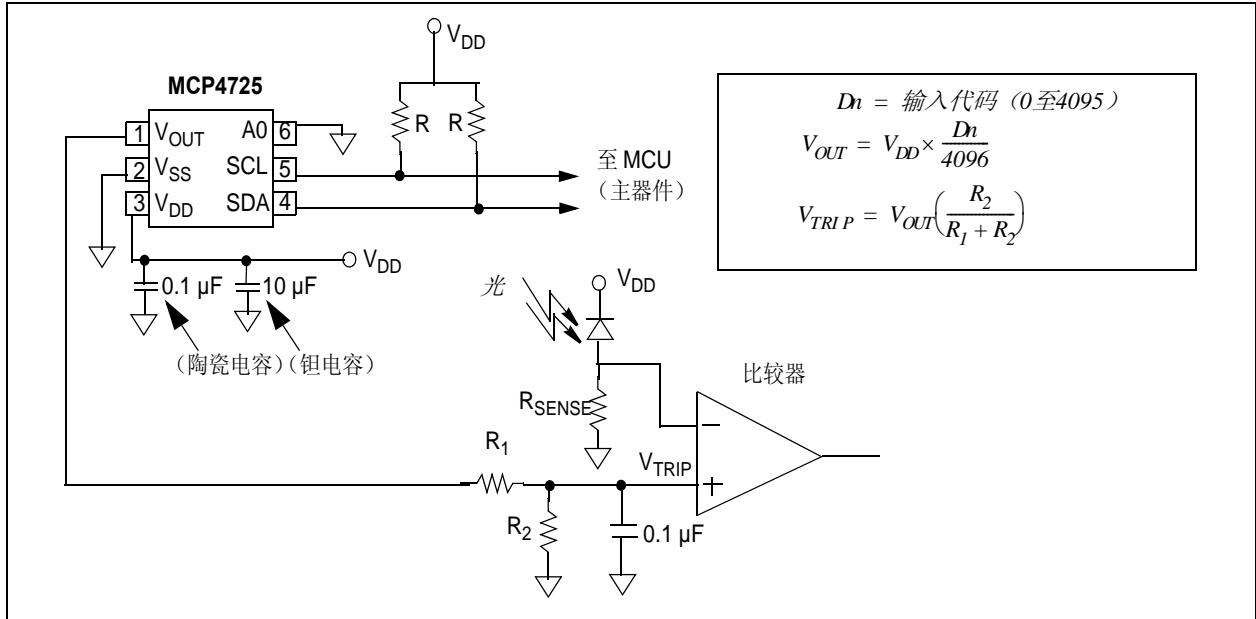 V_DD
MCP4725
1 V_OUT A0 6
2 V_SS SCL 5
3 V_DD SDA 4
R R
至 MCU
（主器件）
V_DD
0.1 µF 10 µF
（陶瓷电容）（钽电容）
Dn = 输入代码（0至4095）
V_OUT = V_DD × Dn/4096
V_TRIP = V_OUT(R_2/(R_1 + R_2))
光
V_DD
R_SENSE
比较器
−
+
V_TRIP
R_1
R_2
0.1 µF